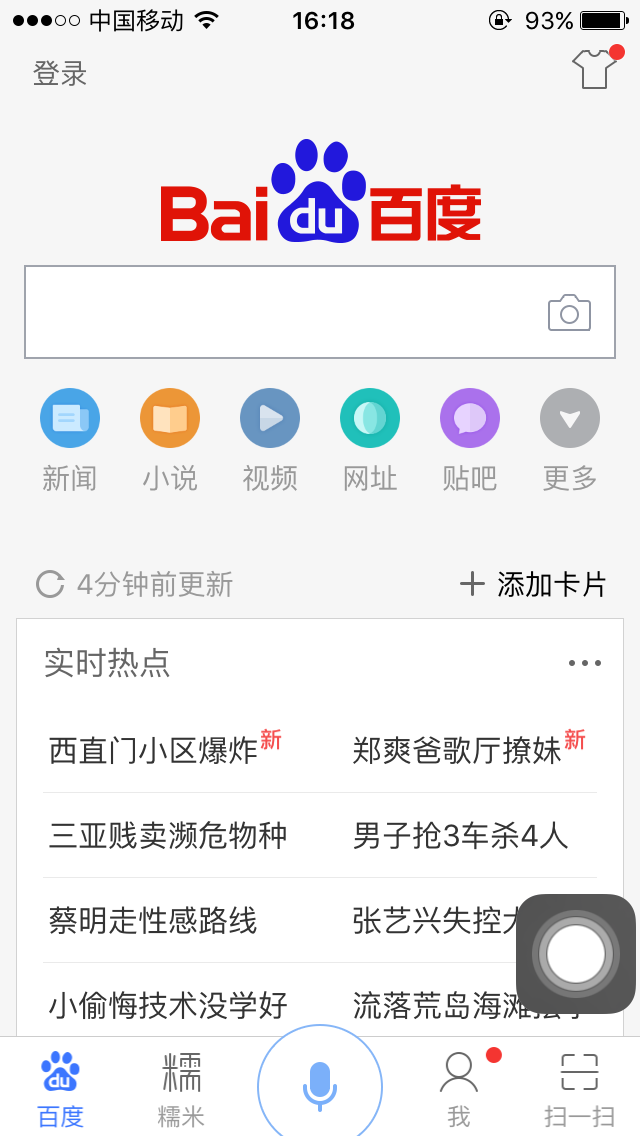 中国移动 16:18 93%
登录
Bai du 百度
新闻 小说 视频 网址 贴吧 更多
4分钟前更新 添加卡片
实时热点
西直门小区爆炸新 郑爽爸歌厅撩妹新
三亚贱卖濒危物种 男子抢3车杀4人
蔡明走性感路线 张艺兴失控
小偷悔技术没学好 流落荒岛海滩
糯
du
百度 糯米 我 扫一扫